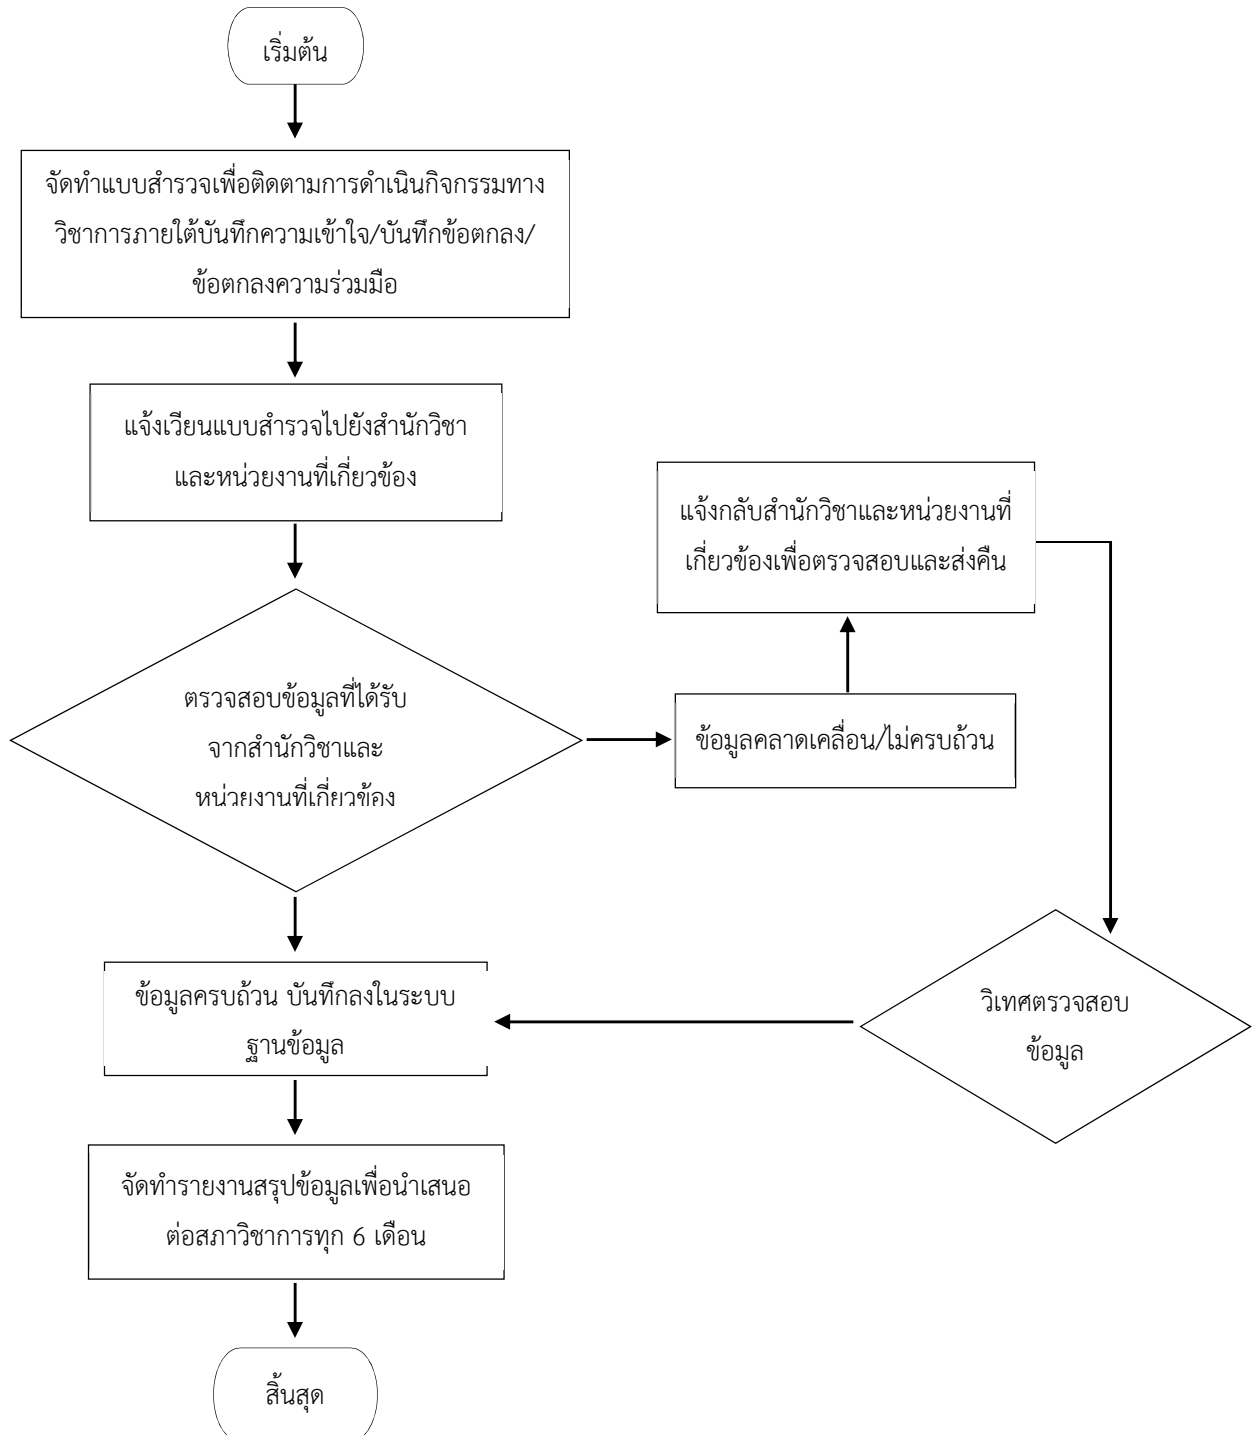 เริ่มต้น
จัดทำแบบสำรวจเพื่อติดตามการดำเนินกิจกรรมทาง
วิชาการภายใต้บันทึกความเข้าใจ/บันทึกข้อตกลง/
ข้อตกลงความร่วมมือ
แจ้งเวียนแบบสำรวจไปยังสำนักวิชา
และหน่วยงานที่เกี่ยวข้อง
แจ้งกลับสำนักวิชาและหน่วยงานที่
เกี่ยวข้องเพื่อตรวจสอบและส่งคืน
ตรวจสอบข้อมูลที่ได้รับ
จากสำนักวิชาและ
หน่วยงานที่เกี่ยวข้อง
ข้อมูลคลาดเคลื่อน/ไม่ครบถ้วน
ข้อมูลครบถ้วน บันทึกลงในระบบ
ฐานข้อมูล
วิเทศตรวจสอบ
ข้อมูล
จัดทำรายงานสรุปข้อมูลเพื่อนำเสนอ
ต่อสภาวิชาการทุก 6 เดือน
สิ้นสุด